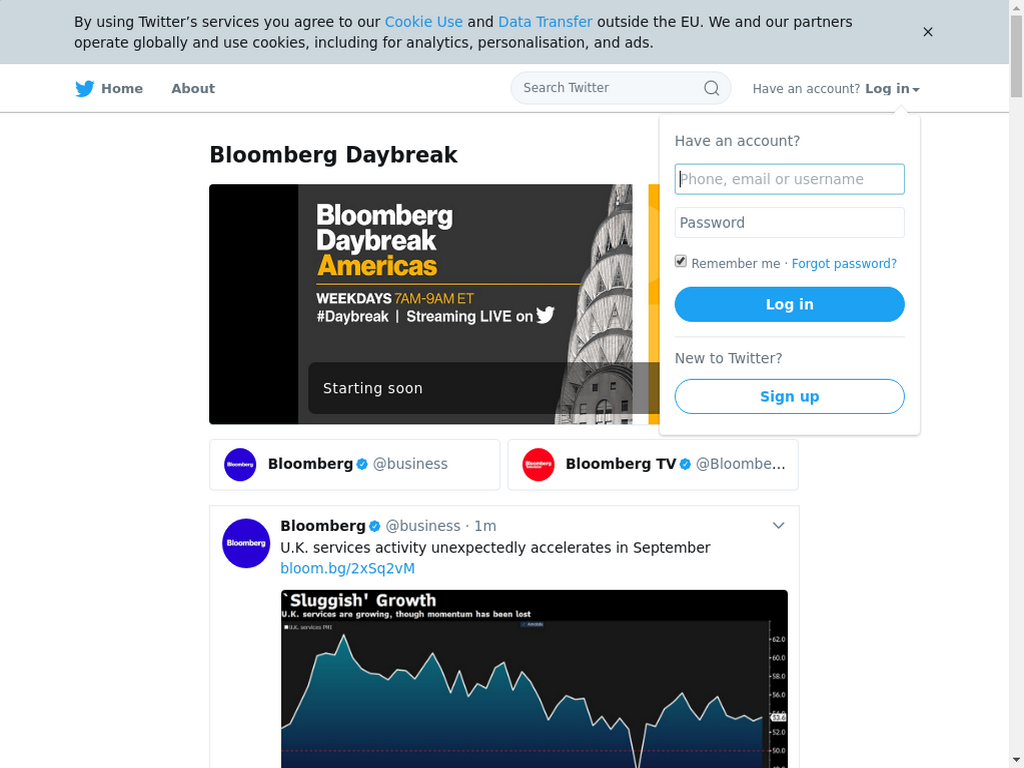 By using Twitter’s services you agree to our Cookie Use and Data Transfer outside the EU. We and our partners
operate globally and use cookies, including for analytics, personalisation, and ads.
Home
About
Search Twitter
Have an account? Log in
Have an account?
Phone, email or username
Password
Remember me · Forgot password?
Log in
New to Twitter?
Sign up
Bloomberg Daybreak
Bloomberg
Daybreak
Americas
WEEKDAYS 7AM-9AM ET
#Daybreak | Streaming LIVE on
Starting soon
Bloomberg
Bloomberg @business
Bloomberg TV @Bloombe...
Bloomberg
Bloomberg @business · 1m
U.K. services activity unexpectedly accelerates in September
bloom.bg/2xSq2vM
`Sluggish' Growth
U.K. services are growing, though momentum has been lost
U.K. services PMI
62.0
60.0
58.0
56.0
53.6
52.0
50.0